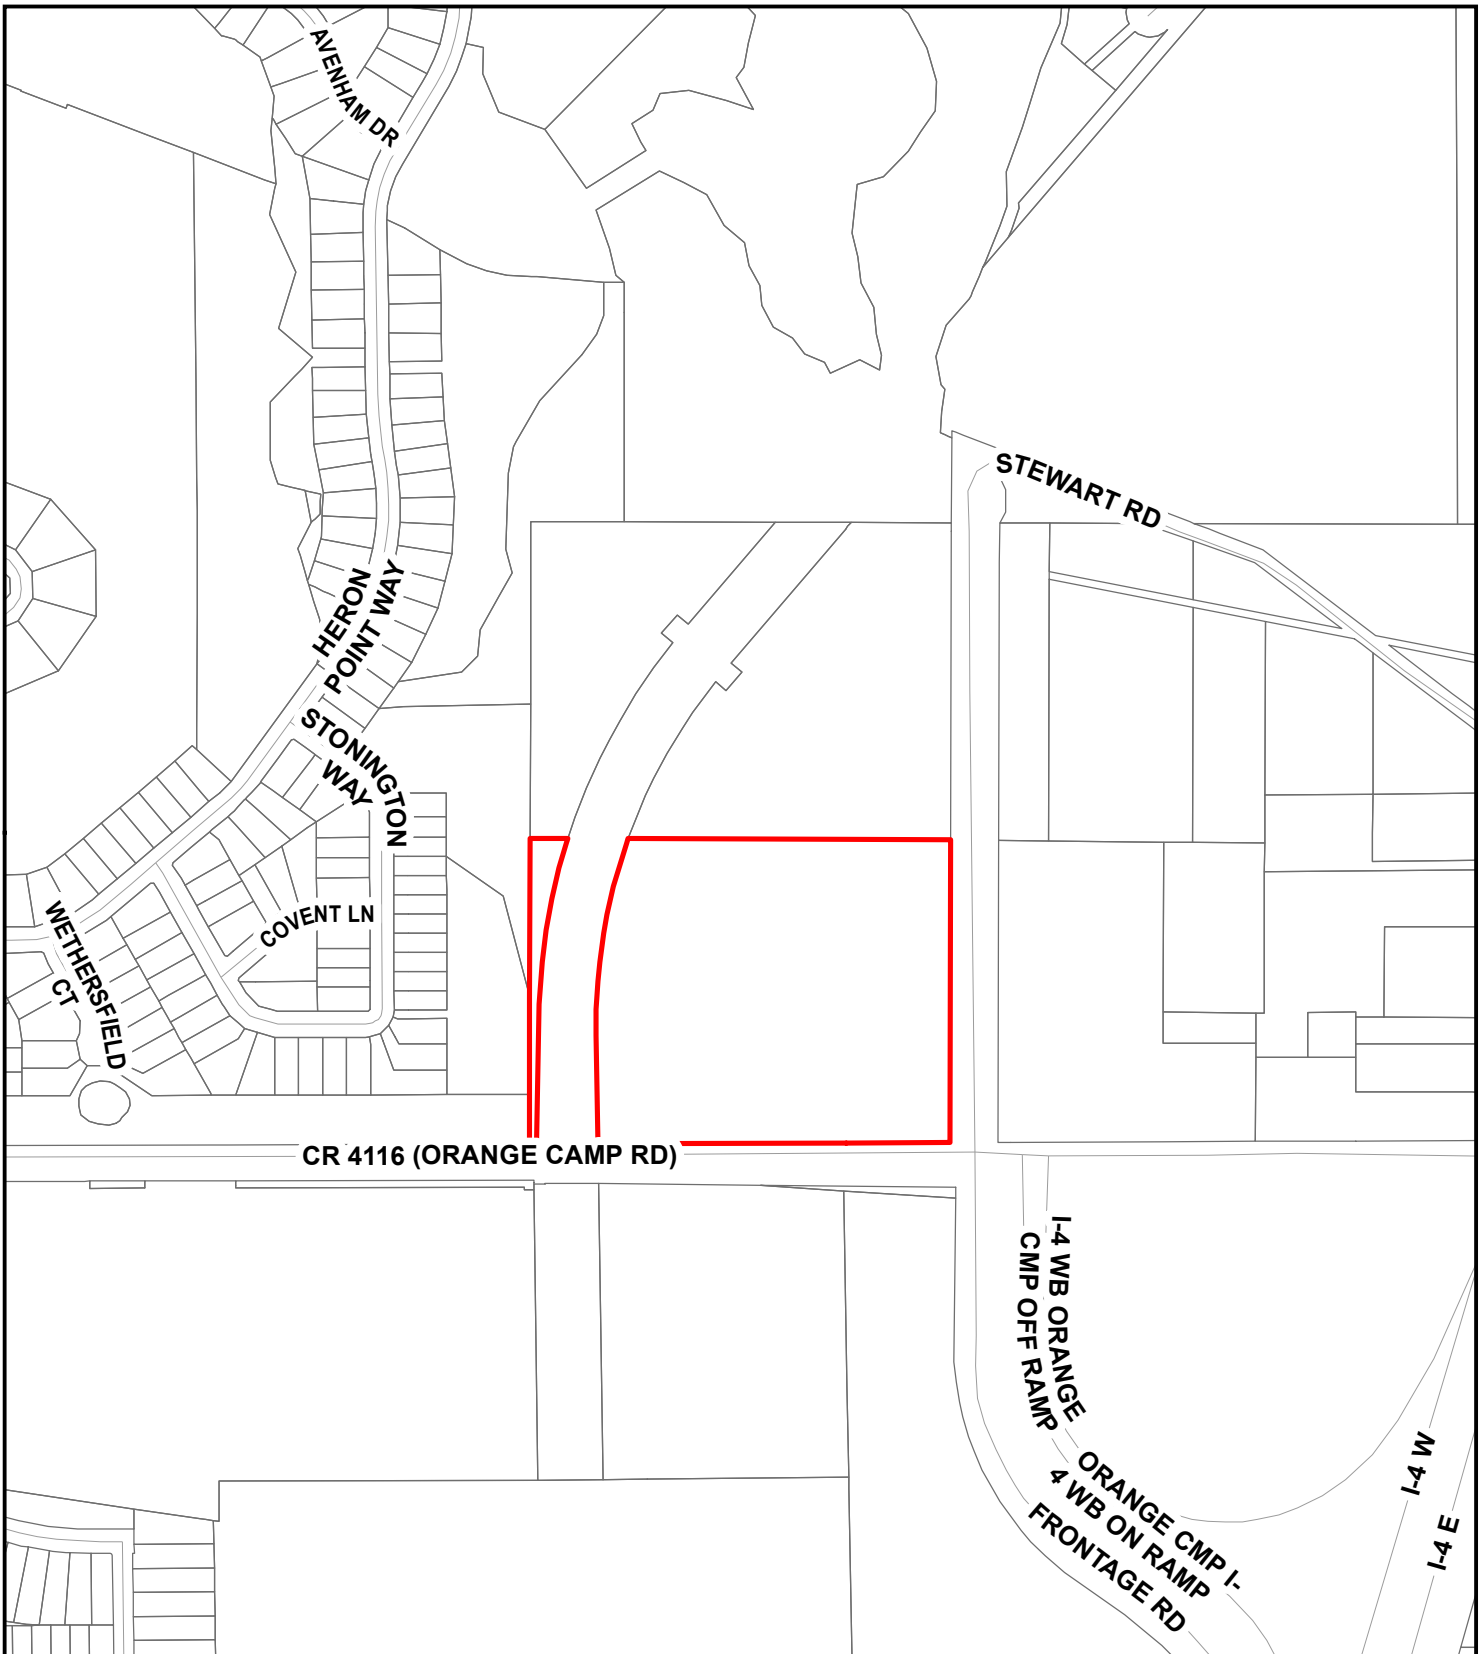 AVENHAM DR
STEWART RD
HERON
POINT WAY
STONINGTON
WAY
COVENT LN
WETHERSFIELD
CT
CR 4116 (ORANGE CAMP RD)
I-4 WB ORANGE
CMP OFF RAMP
ORANGE CMP I-
4 WB ON RAMP
FRONTAGE RD
I-4 W
I-4 E